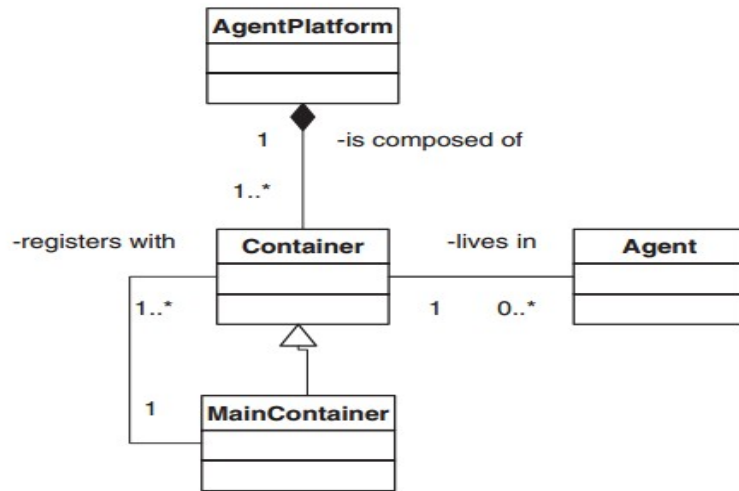 AgentPlatform
1 -is composed of
1..*
-registers with Container -lives in Agent
1..* 1 0..*
1
MainContainer